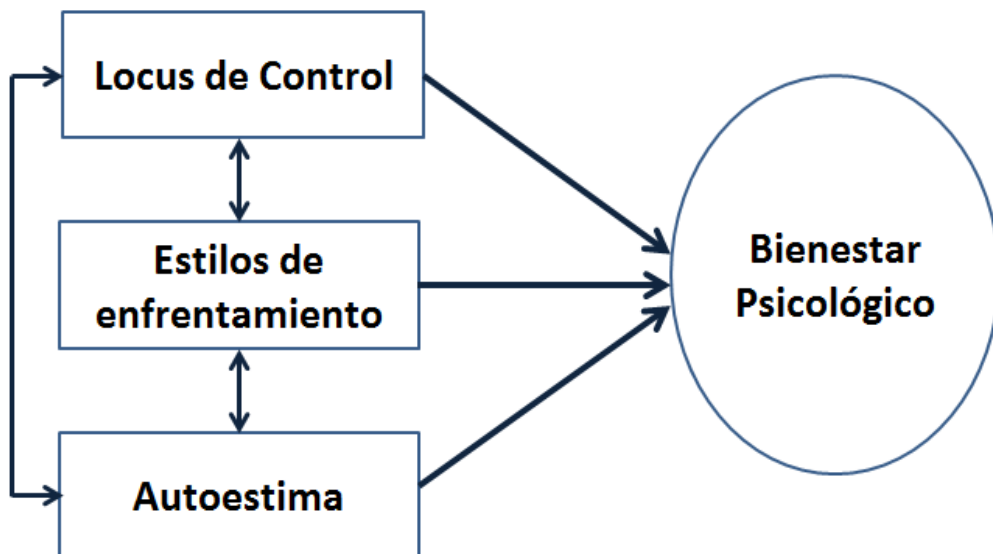 Locus de Control
Estilos de
enfrentamiento
Autoestima
Bienestar
Psicológico